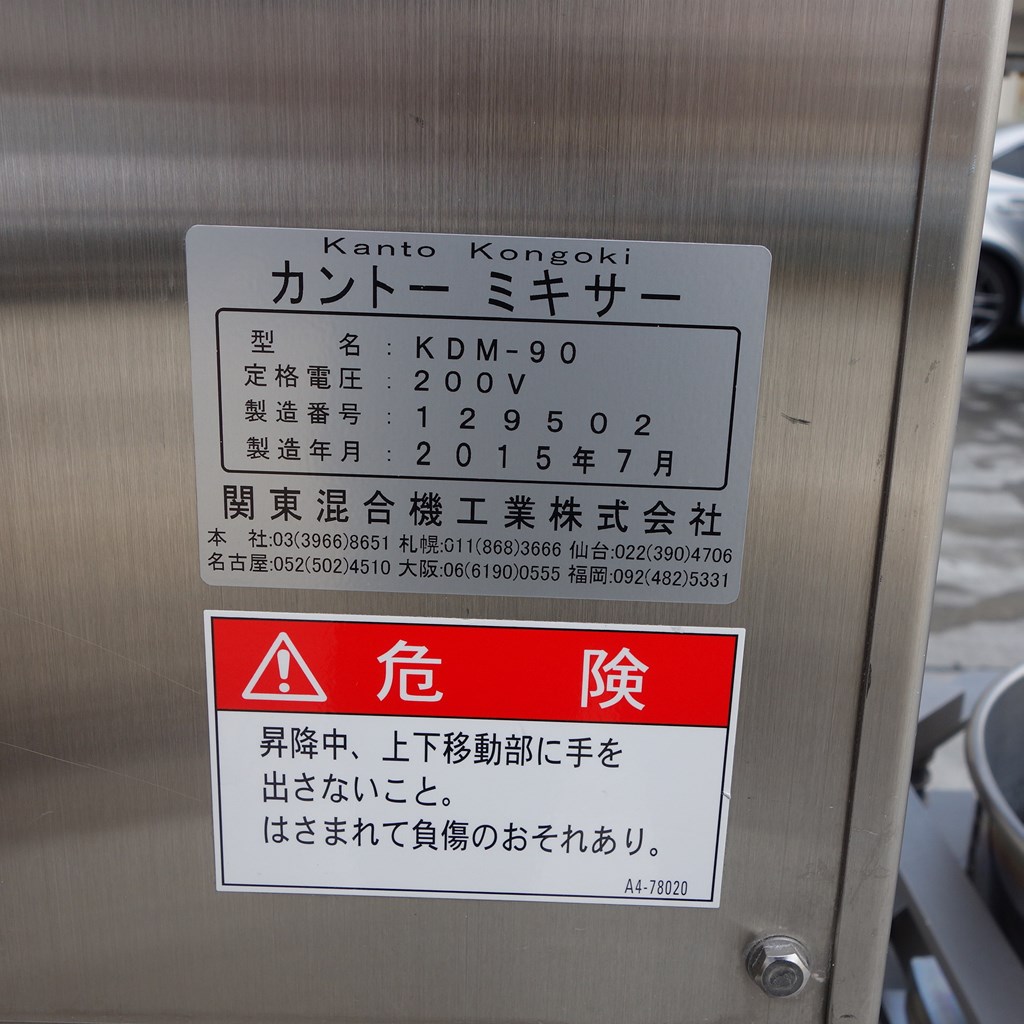 Kanto Kongoki
カントー ミキサー
型 名 : KDM-90
定格電圧 : 200V
製造番号 : 129502
製造年月 : 2015年7月
関東混合機工業株式会社
本 社:03(3966)8651 札幌:011(868)3666 仙台:022(390)4706
名古屋:052(502)4510 大阪:06(6190)0555 福岡:092(482)5331
危 険
昇降中、上下移動部に手を
出さないこと。
はさまれて負傷のおそれあり。
A4-78020